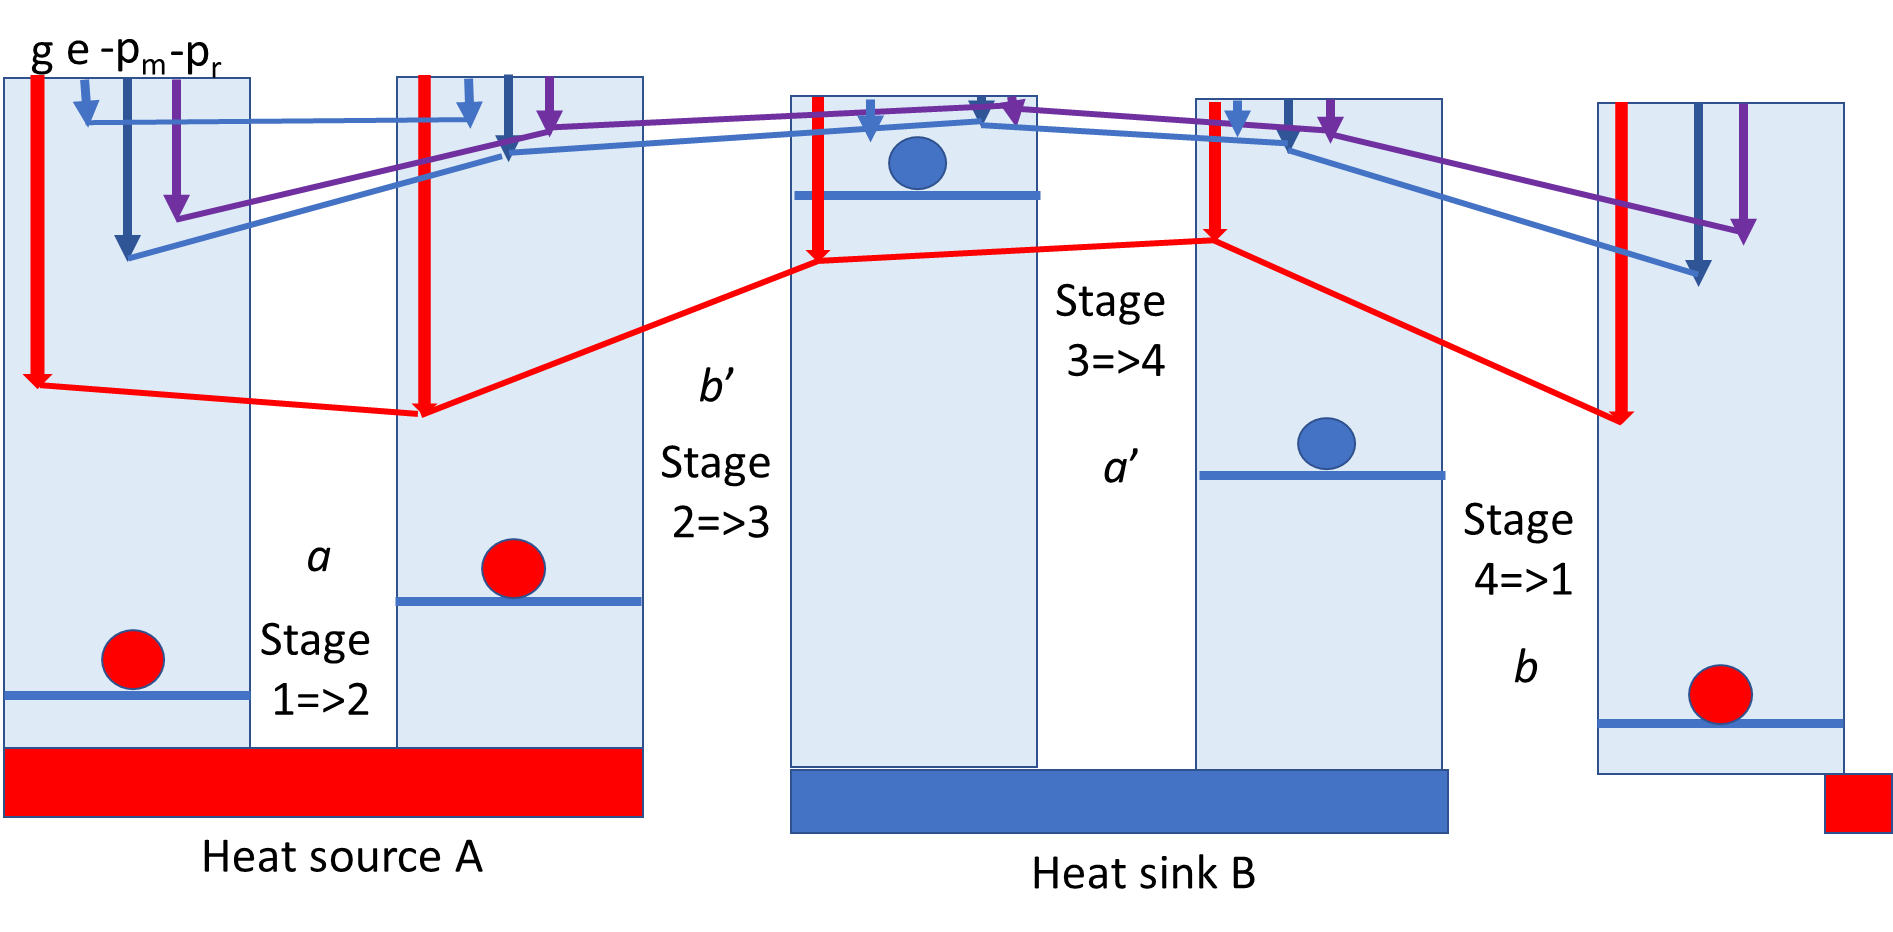 g e -pm -pr
a
Stage
1=>2
b’
Stage
2=>3
Stage
3=>4
a’
Stage
4=>1
b
Heat source A
Heat sink B